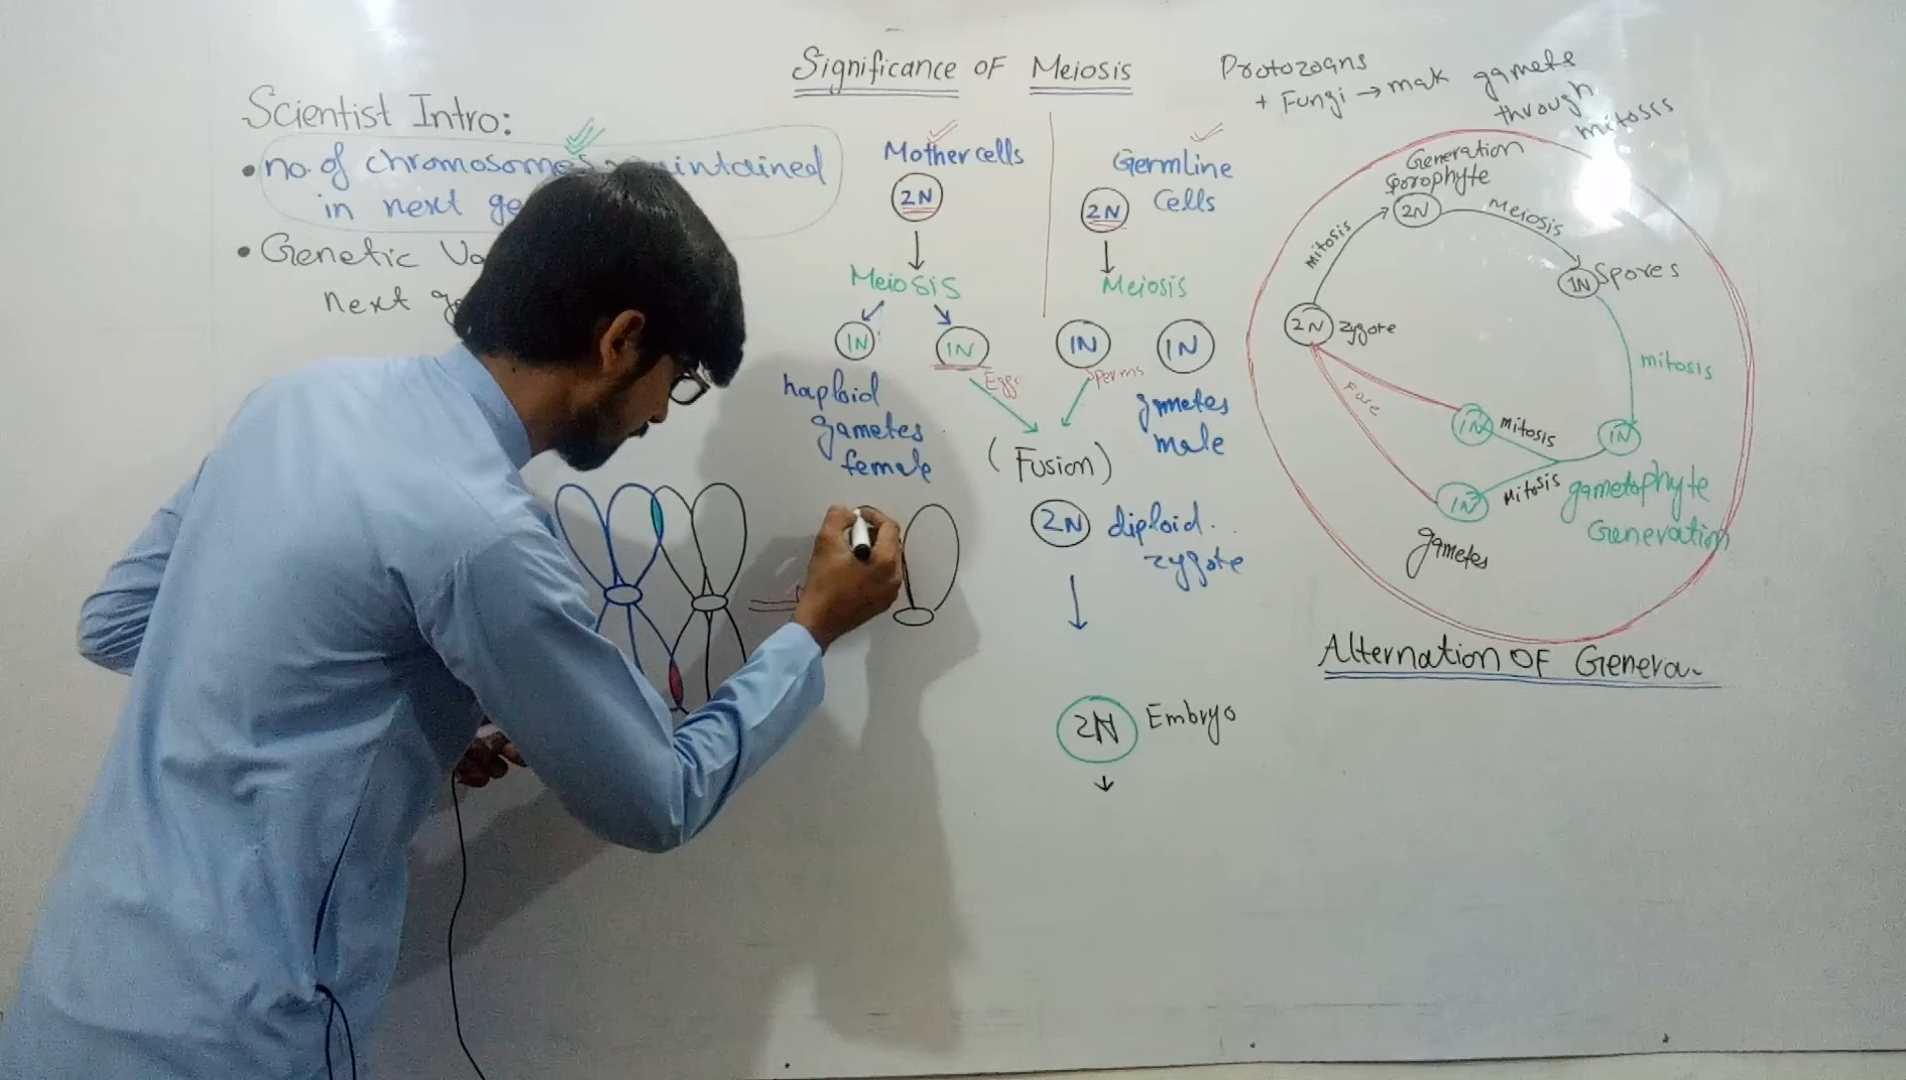 Significance OF Meiosis
Scientist Intro:
• no. of chromosomes
in next
• Genetic
next
Mother cells
2N
Meiosis
1N
1N
Eggs
haploid
gametes
female
Germline
Cells
2N
Meiosis
1N
1N
Sperms
gmetes
male
(Fusion)
2N diploid
zygote
2N Embryo
Protozoans
+ Fungi → mak gamete
through
mitosis
Generation
Sporophyte
2N
Mitosis
Meiosis
1N Spores
2N Zygote
mitosis
Fuse
1N Mitosis
1N
1N Mitosis
gametophyte
Generation
gametes
Alternation OF Genera